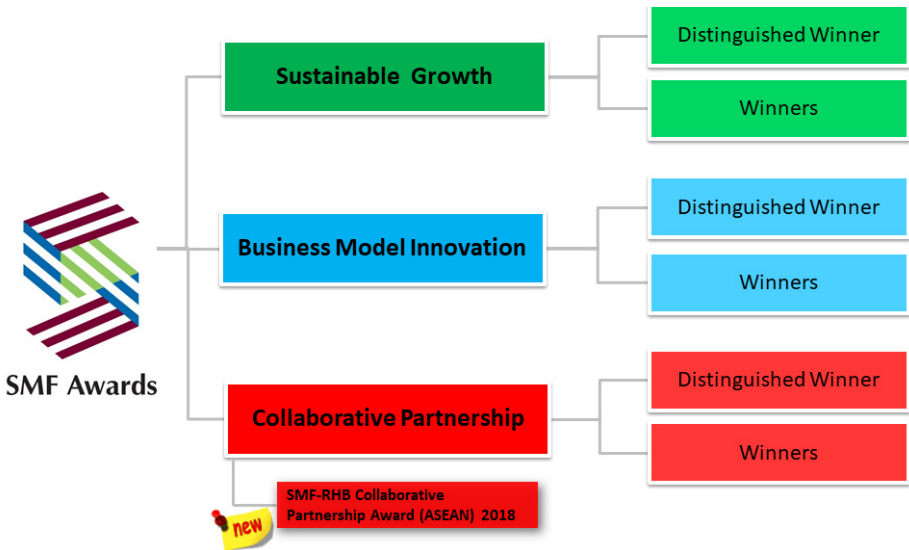 Distinguished Winner
Sustainable  Growth
Winners
Distinguished Winner
Business Model Innovation
Winners
SMF Awards
Distinguished Winner
Collaborative Partnership
Winners
SMF-RHB Collaborative
Partnership Award (ASEAN) 2018
new